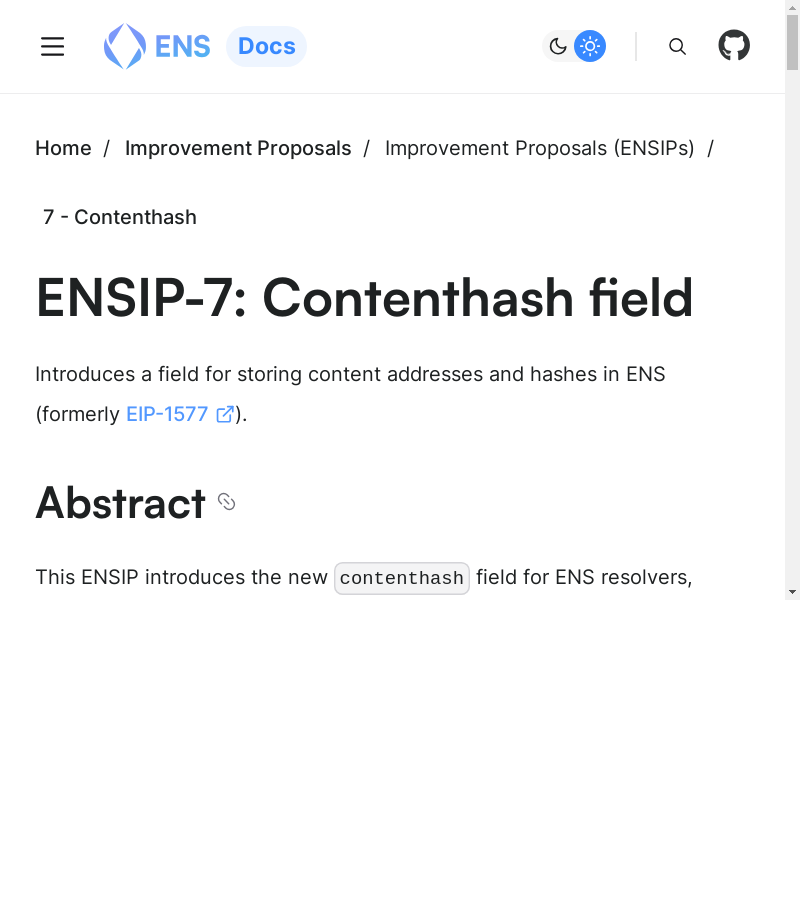 ENS Docs
Home / Improvement Proposals / Improvement Proposals (ENSIPs) /
7 - Contenthash
ENSIP-7: Contenthash field
Introduces a field for storing content addresses and hashes in ENS
(formerly EIP-1577 ).
Abstract
This ENSIP introduces the new contenthash field for ENS resolvers,